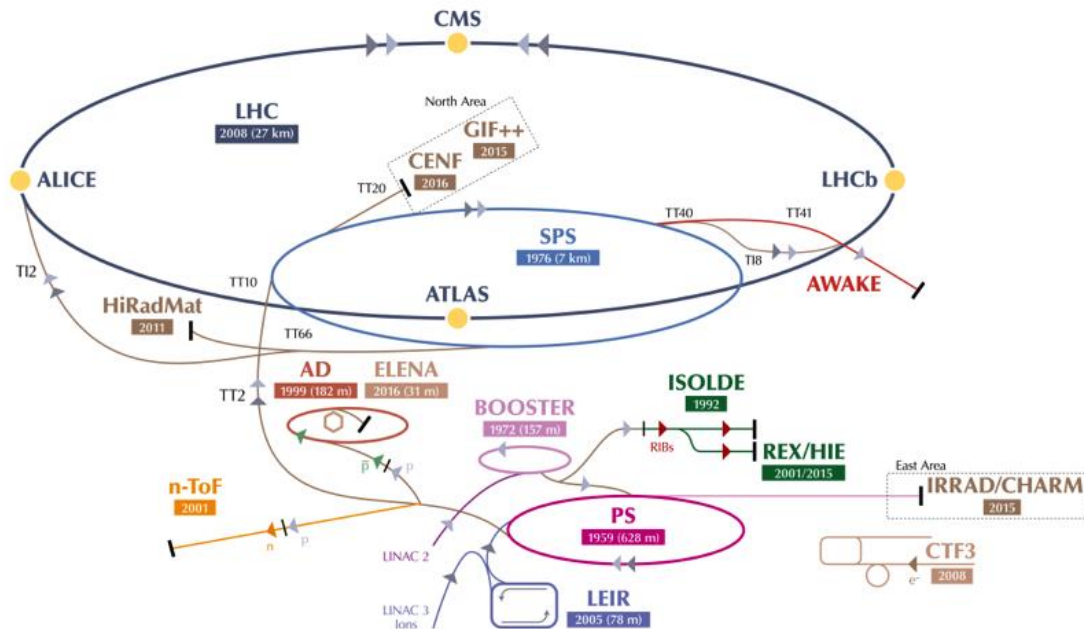 CMS
LHC
2008 (27 km)
North Area
GIF++
2015
CENF
2016
TT20
ALICE
LHCb
TT40
TT41
SPS
1976 (7 km)
TI8
TI2
TT10
AWAKE
ATLAS
HiRadMat
2011
TT66
AD
1999 (182 m)
ELENA
2016 (31 m)
TT2
ISOLDE
1992
BOOSTER
1972 (157 m)
RIBs
REX/HIE
2001/2015
p̅
p
East Area
n-ToF
2001
IRRAD/CHARM
2015
PS
1959 (628 m)
n
p
LINAC 2
CTF3
2008
e⁻
LEIR
2005 (78 m)
LINAC 3
Ions